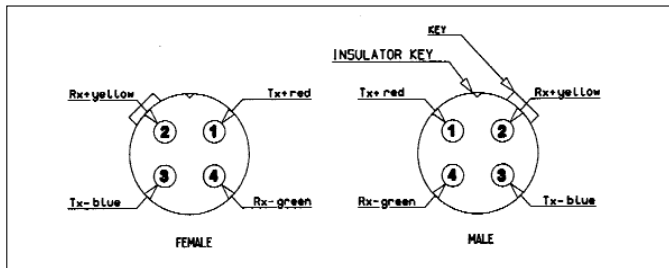 KEY
INSULATOR KEY
Rx+yellow
Tx+red
2
1
3
4
Tx-blue
Rx-green
FEMALE
Tx+red
Rx+yellow
1
2
4
3
Rx-green
Tx-blue
MALE